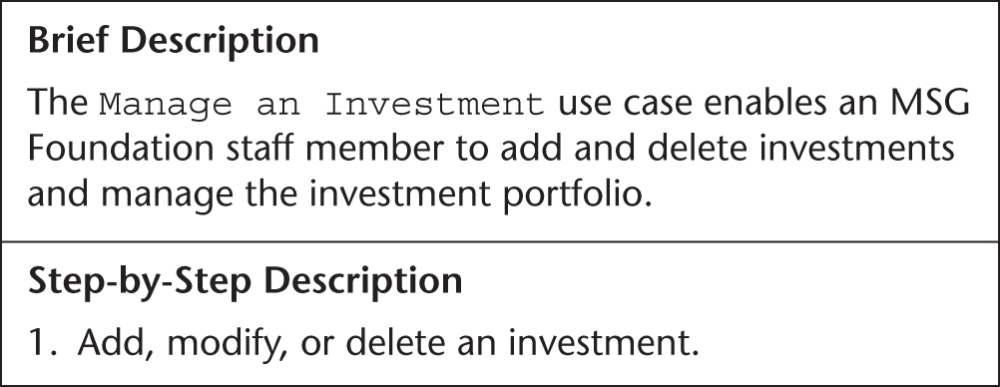 Brief Description
The Manage an Investment use case enables an MSG
Foundation staff member to add and delete investments
and manage the investment portfolio.
Step-by-Step Description
1. Add, modify, or delete an investment.